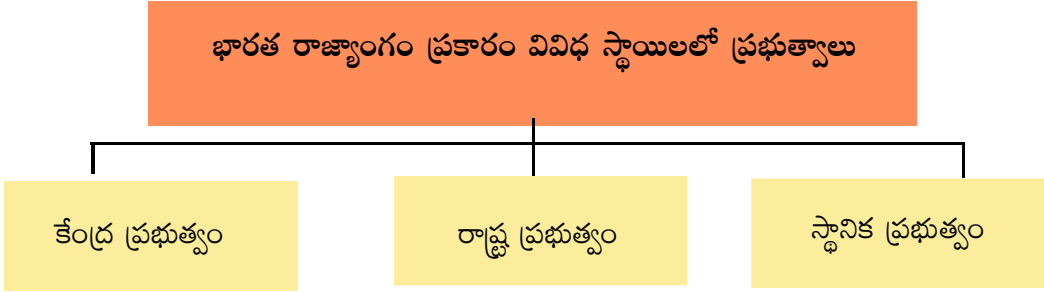 భారత రాజ్యాంగం ప్రకారం వివిధ స్థాయిలలో ప్రభుత్వాలు
కేంద్ర ప్రభుత్వం
రాష్ట్ర ప్రభుత్వం
స్థానిక ప్రభుత్వం